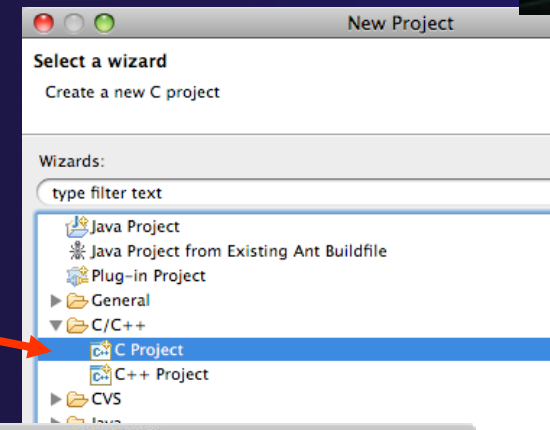 New Project
Select a wizard
Create a new C project
Wizards:
type filter text
Java Project
Java Project from Existing Ant Buildfile
Plug-in Project
General
C/C++
C Project
C++ Project
CVS
Java